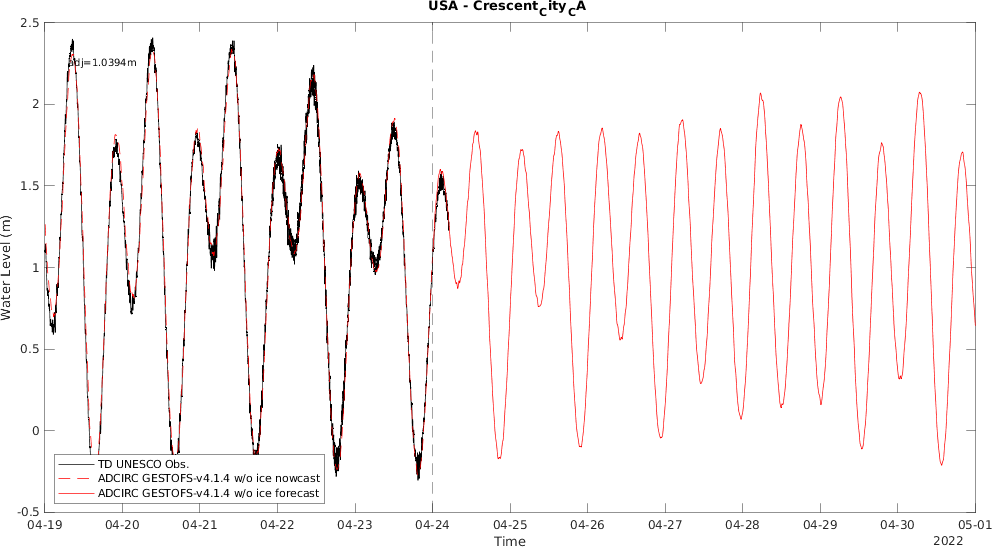 USA - Crescent_City_CA
2.5
adj=1.0394m
2
1.5
1
0.5
0
-0.5
Water Level (m)
TD UNESCO Obs.
ADCIRC GESTOFS-v4.1.4 w/o ice nowcast
ADCIRC GESTOFS-v4.1.4 w/o ice forecast
04-19 04-20 04-21 04-22 04-23 04-24 04-25 04-26 04-27 04-28 04-29 04-30 05-01
Time
2022